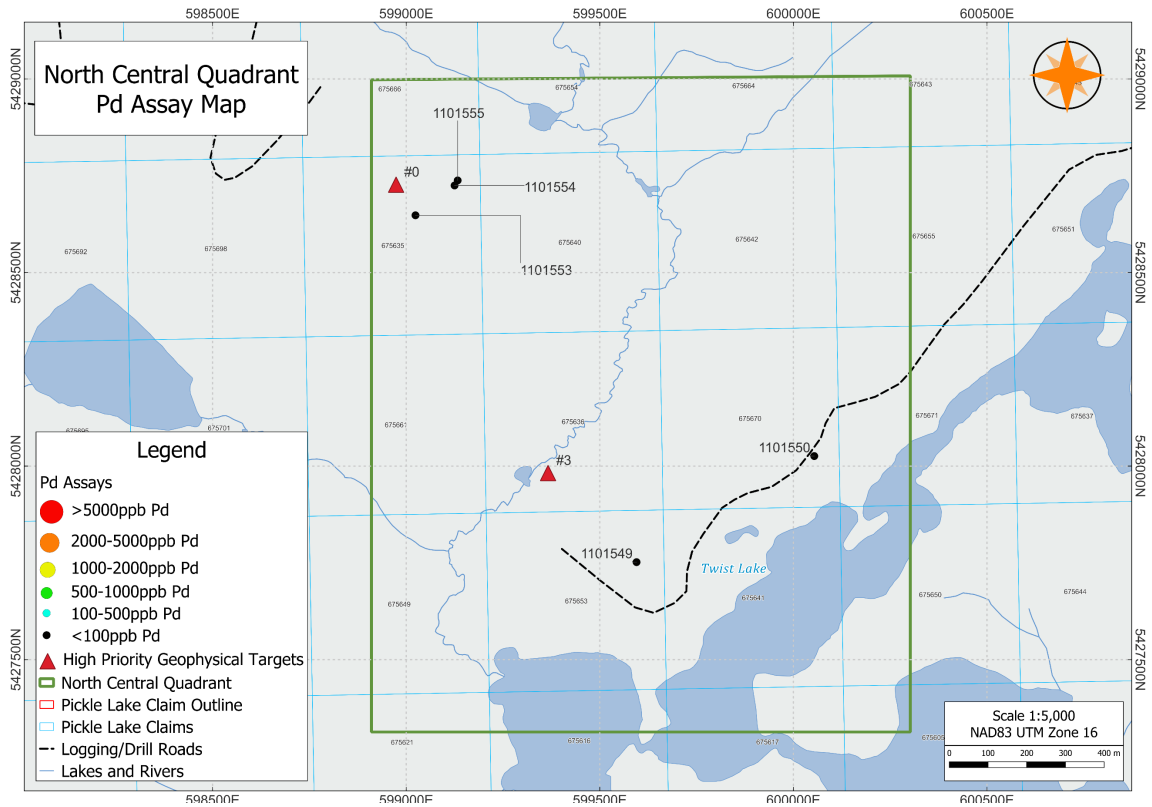 598500E 599000E 599500E 600000E 600500E
5429000N
5428500N
5428000N
5427500N
5429000N
5428500N
5428000N
5427500N
North Central Quadrant
Pd Assay Map
675686
675654
675664
675643
1101555
#0
1101554
1101553
675692
675698
675635
675640
675642
675655
675651
675695
675701
675661
675636
675670
675671
675637
#3
1101550
1101549
Twist Lake
675649
675653
675641
675650
675644
675621
675616
675617
Legend
Pd Assays
>5000ppb Pd
2000-5000ppb Pd
1000-2000ppb Pd
500-1000ppb Pd
100-500ppb Pd
<100ppb Pd
High Priority Geophysical Targets
North Central Quadrant
Pickle Lake Claim Outline
Pickle Lake Claims
Logging/Drill Roads
Lakes and Rivers
Scale 1:5,000
NAD83 UTM Zone 16
0 100 200 300 400 m